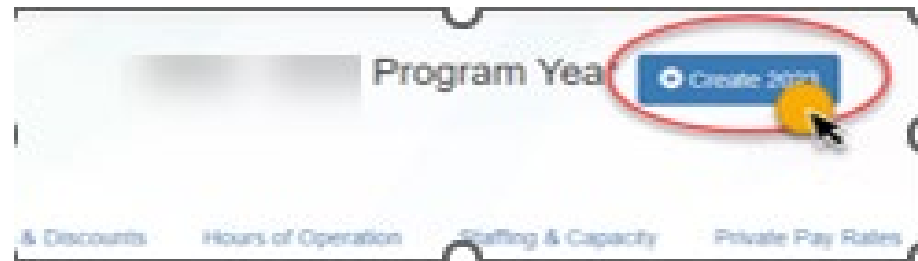 Program Yea Create
& Discounts Hours of Operation Staffing & Capacity Private Pay Rates